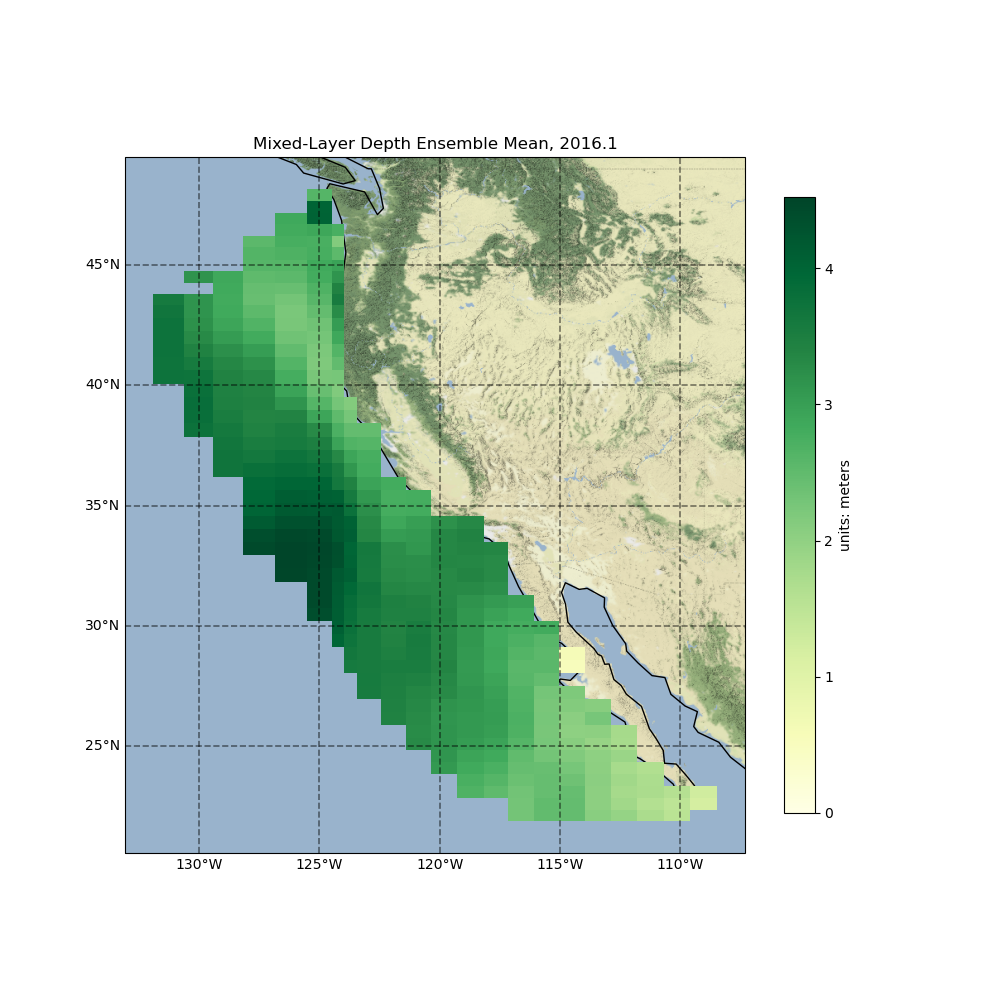 Mixed-Layer Depth Ensemble Mean, 2016.1
45°N
40°N
35°N
30°N
25°N
130°W
125°W
120°W
115°W
110°W
4
3
2
1
0
units: meters